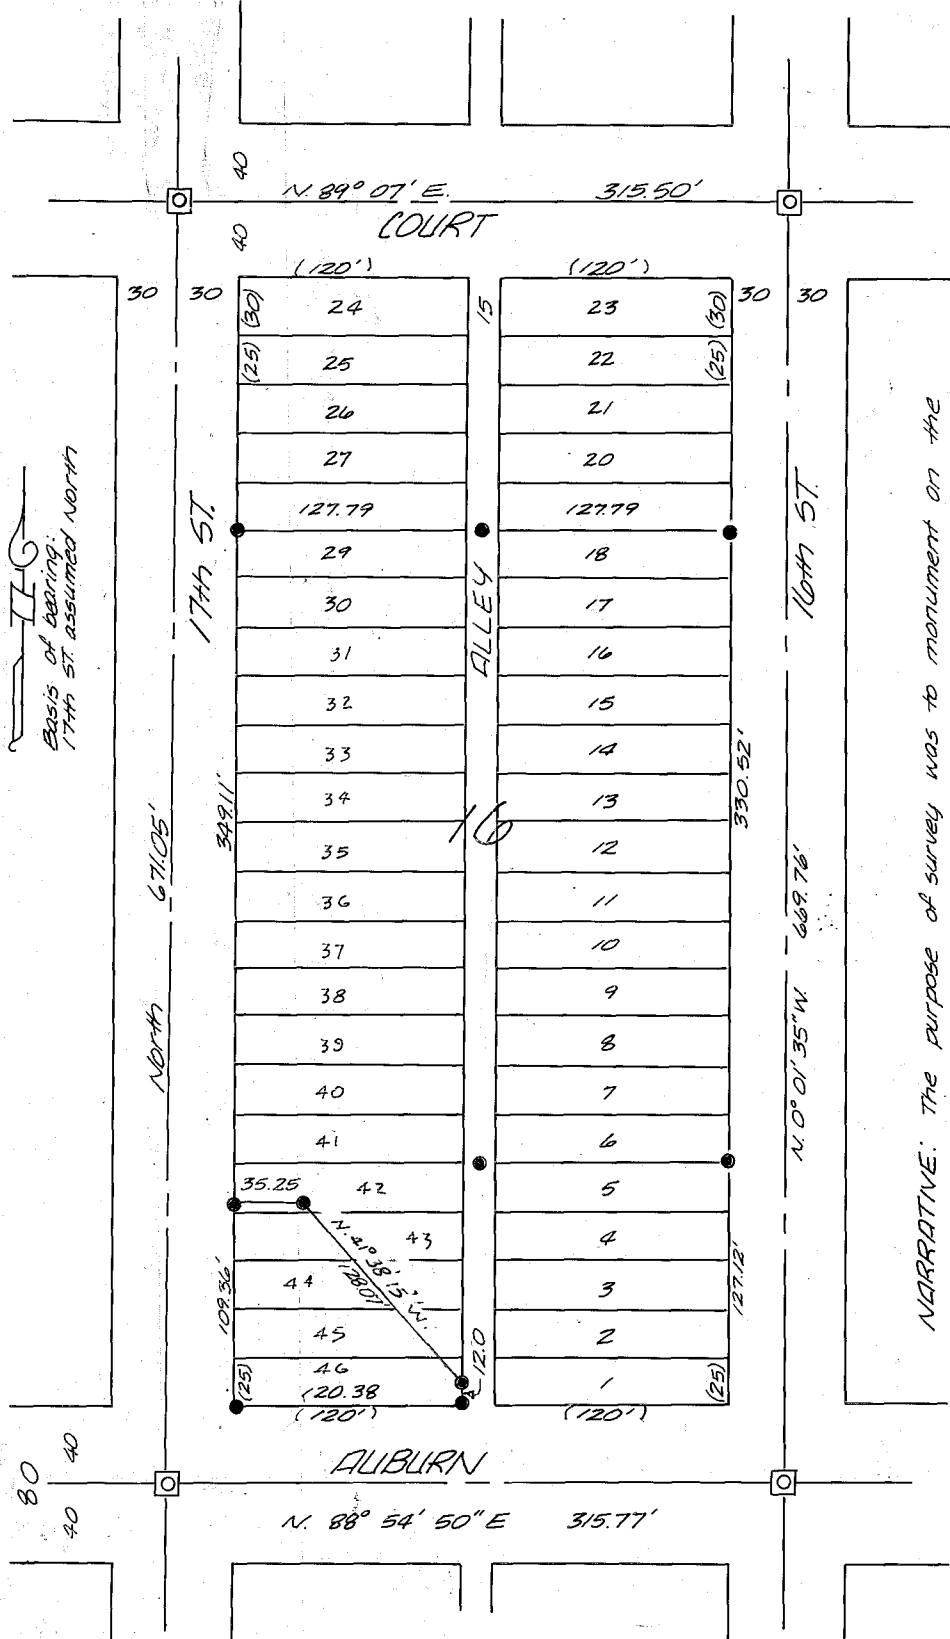 40
N. 89° 07' E. 315.50'
COURT
40
(120') (120')
30 30 (30) 24 15 23 (30) 30 30
(25) 25 22 (25)
26 21
27 20
127.79 127.79
29 18
30 17
31 16
32 15
33 14
34 13
35 12
36 11
37 10
38 9
39 8
40 7
41 6
35.25 42 5
43 4
44 3
45 2
46 1
(25) 120.38 (25)
(120') (120')
17th ST.
ALLEY
16th ST.
16
Basis of bearing:
17th ST. assumed North
North 671.05'
349.11'
330.52'
N. 0° 01' 35" W. 669.76'
N. 41° 38' 15" W.
128.07
109.36'
127.12'
12.0
40
AUBURN
80
40
N. 88° 54' 50" E 315.77'
NARRATIVE: The purpose of survey was to monument on the